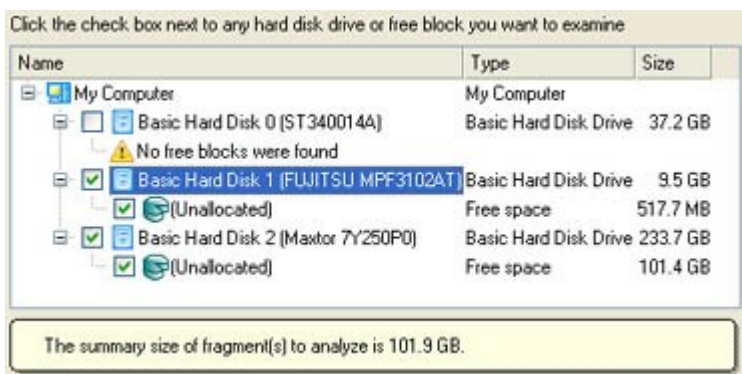 Click the check box next to any hard disk drive or free block you want to examine
Name Type Size
My Computer My Computer
Basic Hard Disk 0 (ST340014A) Basic Hard Disk Drive 37.2 GB
No free blocks were found
Basic Hard Disk 1 (FUJITSU MPF3102AT) Basic Hard Disk Drive 9.5 GB
(Unallocated) Free space 517.7 MB
Basic Hard Disk 2 (Maxtor 7Y250P0) Basic Hard Disk Drive 233.7 GB
(Unallocated) Free space 101.4 GB
The summary size of fragment(s) to analyze is 101.9 GB.